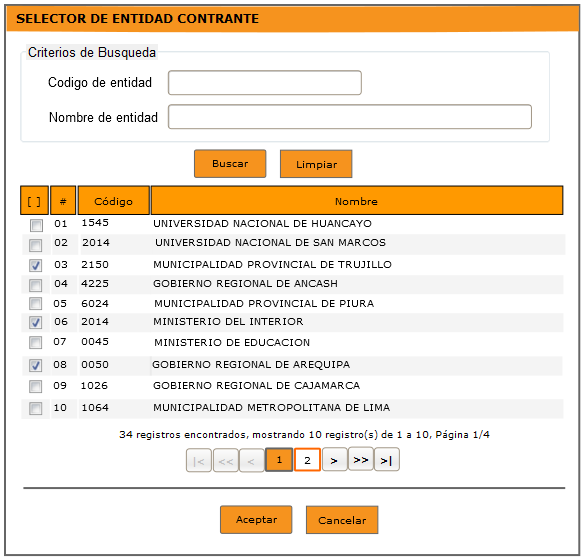 SELECTOR DE ENTIDAD CONTRANTE
Criterios de Busqueda
Codigo de entidad
Nombre de entidad
Buscar Limpiar
[ ] # Código Nombre
01 1545 UNIVERSIDAD NACIONAL DE HUANCAYO
02 2014 UNIVERSIDAD NACIONAL DE SAN MARCOS
03 2150 MUNICIPALIDAD PROVINCIAL DE TRUJILLO
04 4225 GOBIERNO REGIONAL DE ANCASH
05 6024 MUNICIPALIDAD PROVINCIAL DE PIURA
06 2014 MINISTERIO DEL INTERIOR
07 0045 MINISTERIO DE EDUCACION
08 0050 GOBIERNO REGIONAL DE AREQUIPA
09 1026 GOBIERNO REGIONAL DE CAJAMARCA
10 1064 MUNICIPALIDAD METROPOLITANA DE LIMA
34 registros encontrados, mostrando 10 registro(s) de 1 a 10, Página 1/4
|< << < 1 2 > >> >|
Aceptar Cancelar